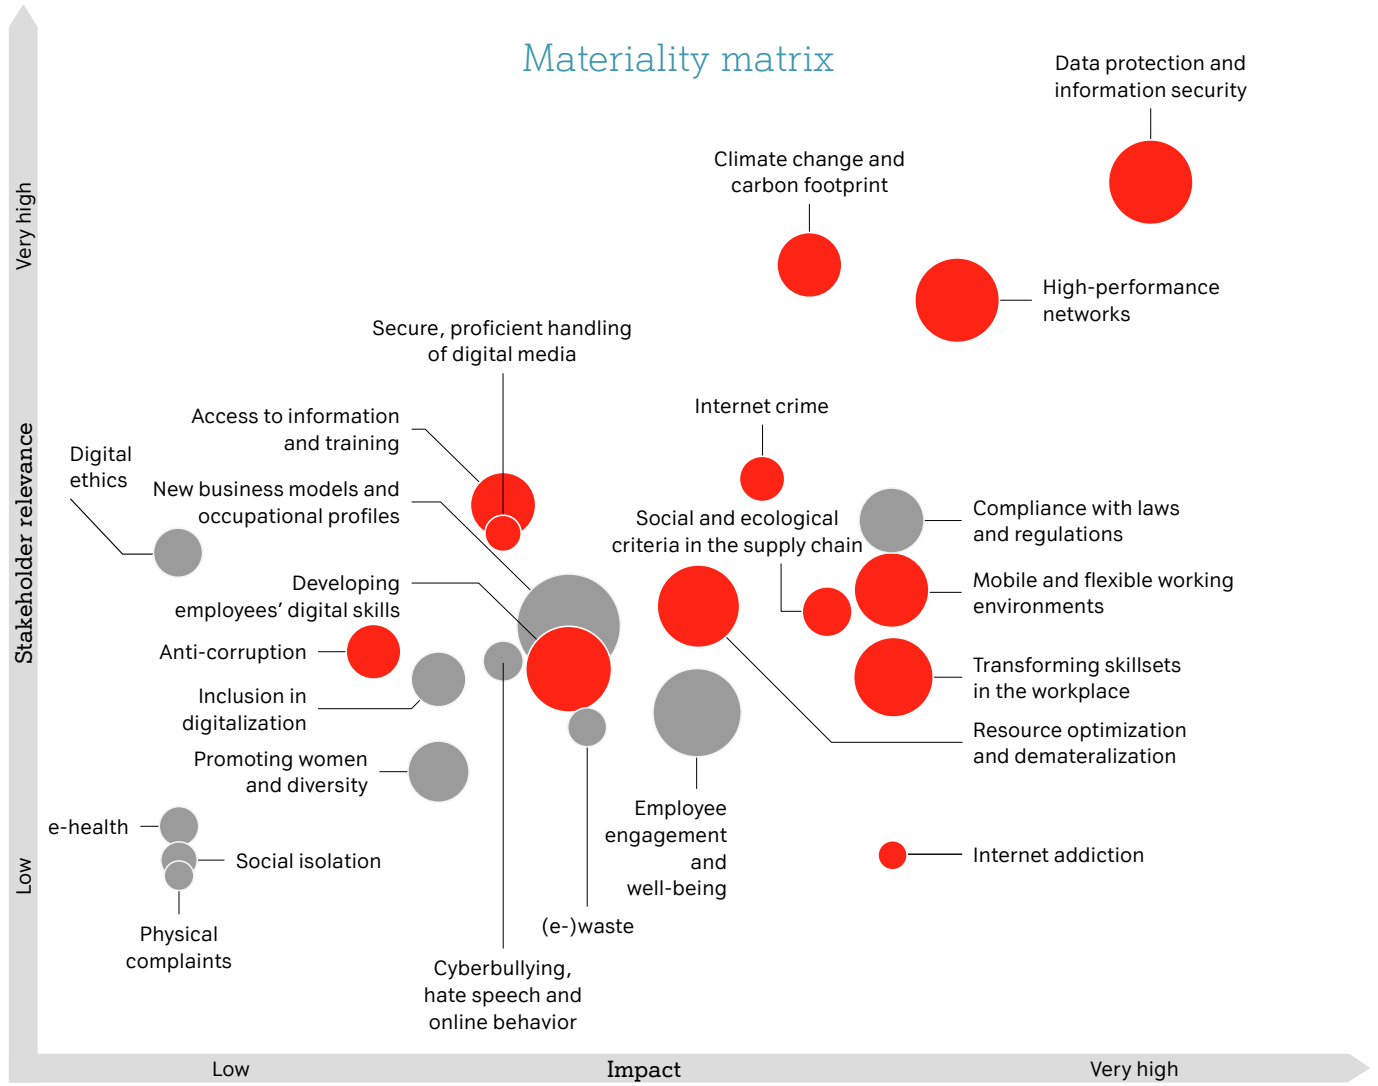 Materiality matrix
Data protection and
information security
Climate change and
carbon footprint
High-performance
networks
Secure, proficient handling
of digital media
Access to information
and training
Internet crime
Digital
ethics
New business models and
occupational profiles
Social and ecological
criteria in the supply chain
Compliance with laws
and regulations
Developing
employees’ digital skills
Mobile and flexible working
environments
Anti-corruption
Transforming skillsets
in the workplace
Inclusion in
digitalization
Resource optimization
and demateralization
Promoting women
and diversity
Employee
engagement
and
well-being
e-health
Social isolation
Internet addiction
Physical
complaints
(e-)waste
Cyberbullying,
hate speech and
online behavior
Very high
Stakeholder relevance
Low
Low
Impact
Very high